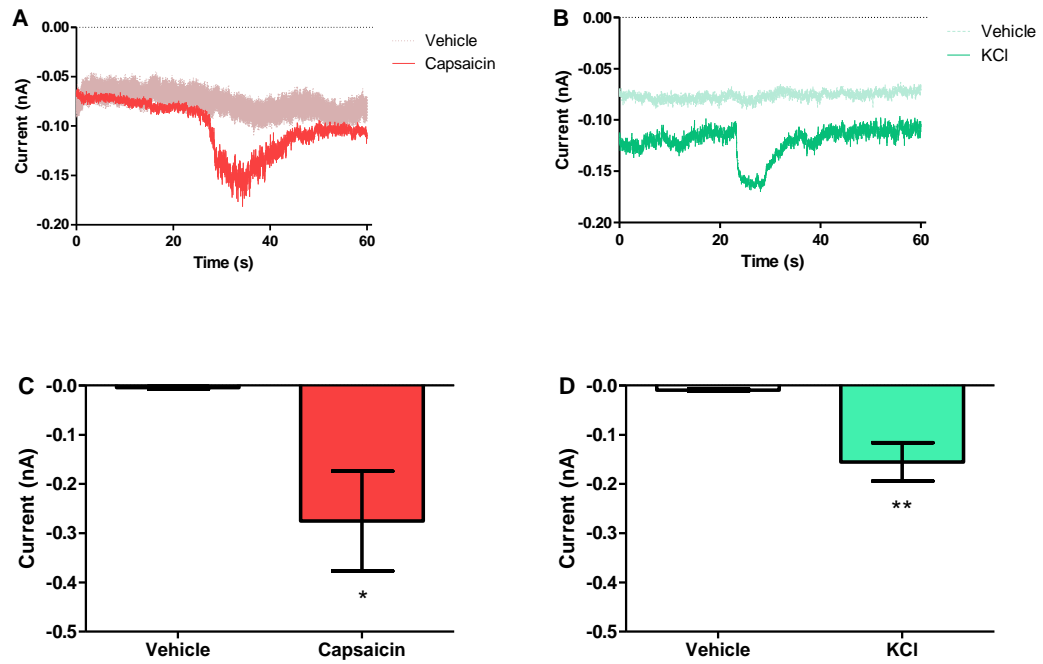 A
0.00
-0.05
-0.10
-0.15
-0.20
Current (nA)
0
20
40
60
Time (s)
Vehicle
Capsaicin
B
0.00
-0.05
-0.10
-0.15
-0.20
Current (nA)
0
20
40
60
Time (s)
Vehicle
KCl
C
-0.0
-0.1
-0.2
-0.3
-0.4
-0.5
Current (nA)
*
Vehicle
Capsaicin
D
-0.0
-0.1
-0.2
-0.3
-0.4
-0.5
Current (nA)
**
Vehicle
KCl